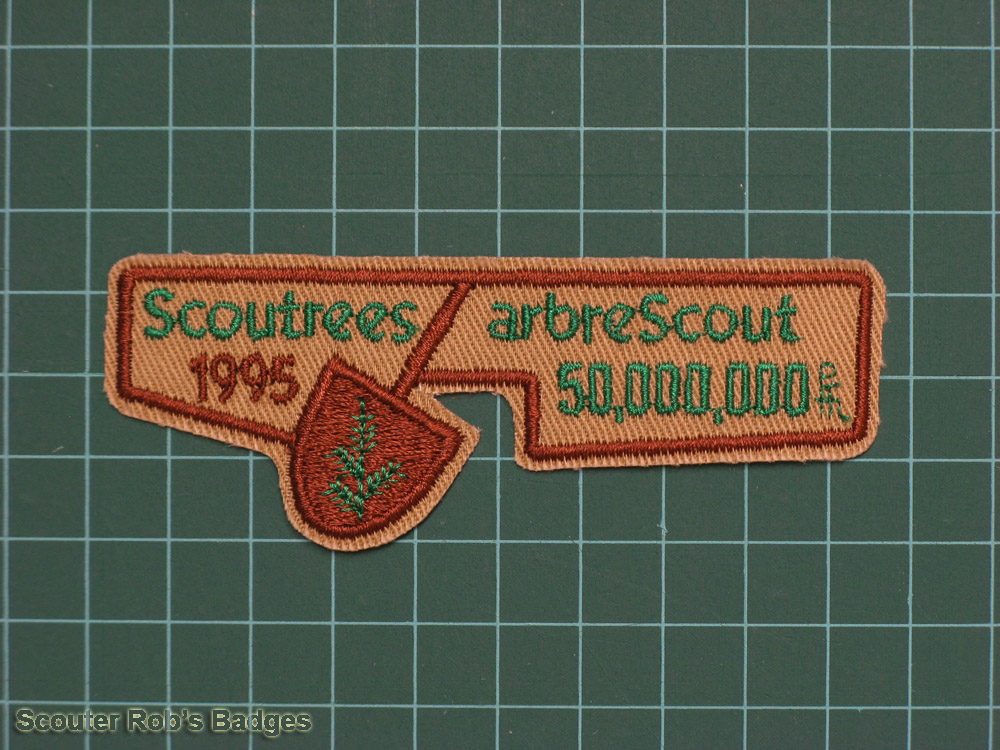 Scoutrees
1995
arbreScout
50,000,000
Scouter Rob's Badges